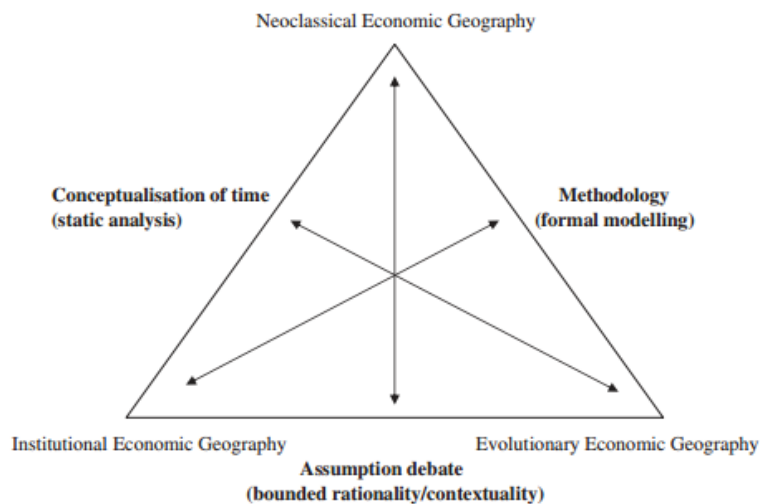 Neoclassical Economic Geography
Conceptualisation of time
(static analysis)
Methodology
(formal modelling)
Institutional Economic Geography
Evolutionary Economic Geography
Assumption debate
(bounded rationality/contextuality)